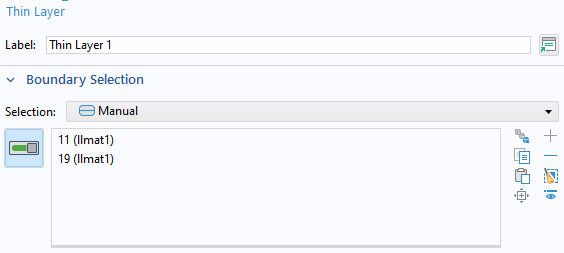 Thin Layer
Label: Thin Layer 1
Boundary Selection
Selection: Manual
11 (llmat1)
19 (llmat1)